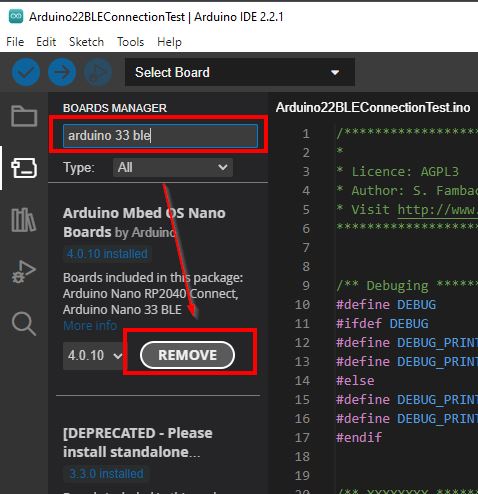 Arduino22BLEConnectionTest | Arduino IDE 2.2.1
File Edit Sketch Tools Help
Select Board
BOARDS MANAGER
arduino 33 ble
Type: All
Arduino Mbed OS Nano
Boards by Arduino
4.0.10 installed
Boards included in this package:
Arduino Nano RP2040 Connect,
Arduino Nano 33 BLE
More info
4.0.10 REMOVE
[DEPRECATED - Please
install standalone...
3.3.0 installed
Arduino22BLEConnectionTest.ino
1 /*******************
2 *
3 * Licence: AGPL3
4 * Author: S. Fambac
5 * Visit http://www.
6 *******************
7
8
9 /** Debuging *******
10 #define DEBUG
11 #ifdef DEBUG
12 #define DEBUG_PRINT
13 #define DEBUG_PRINT
14 #else
15 #define DEBUG_PRINT
16 #define DEBUG_PRINT
17 #endif
18
19